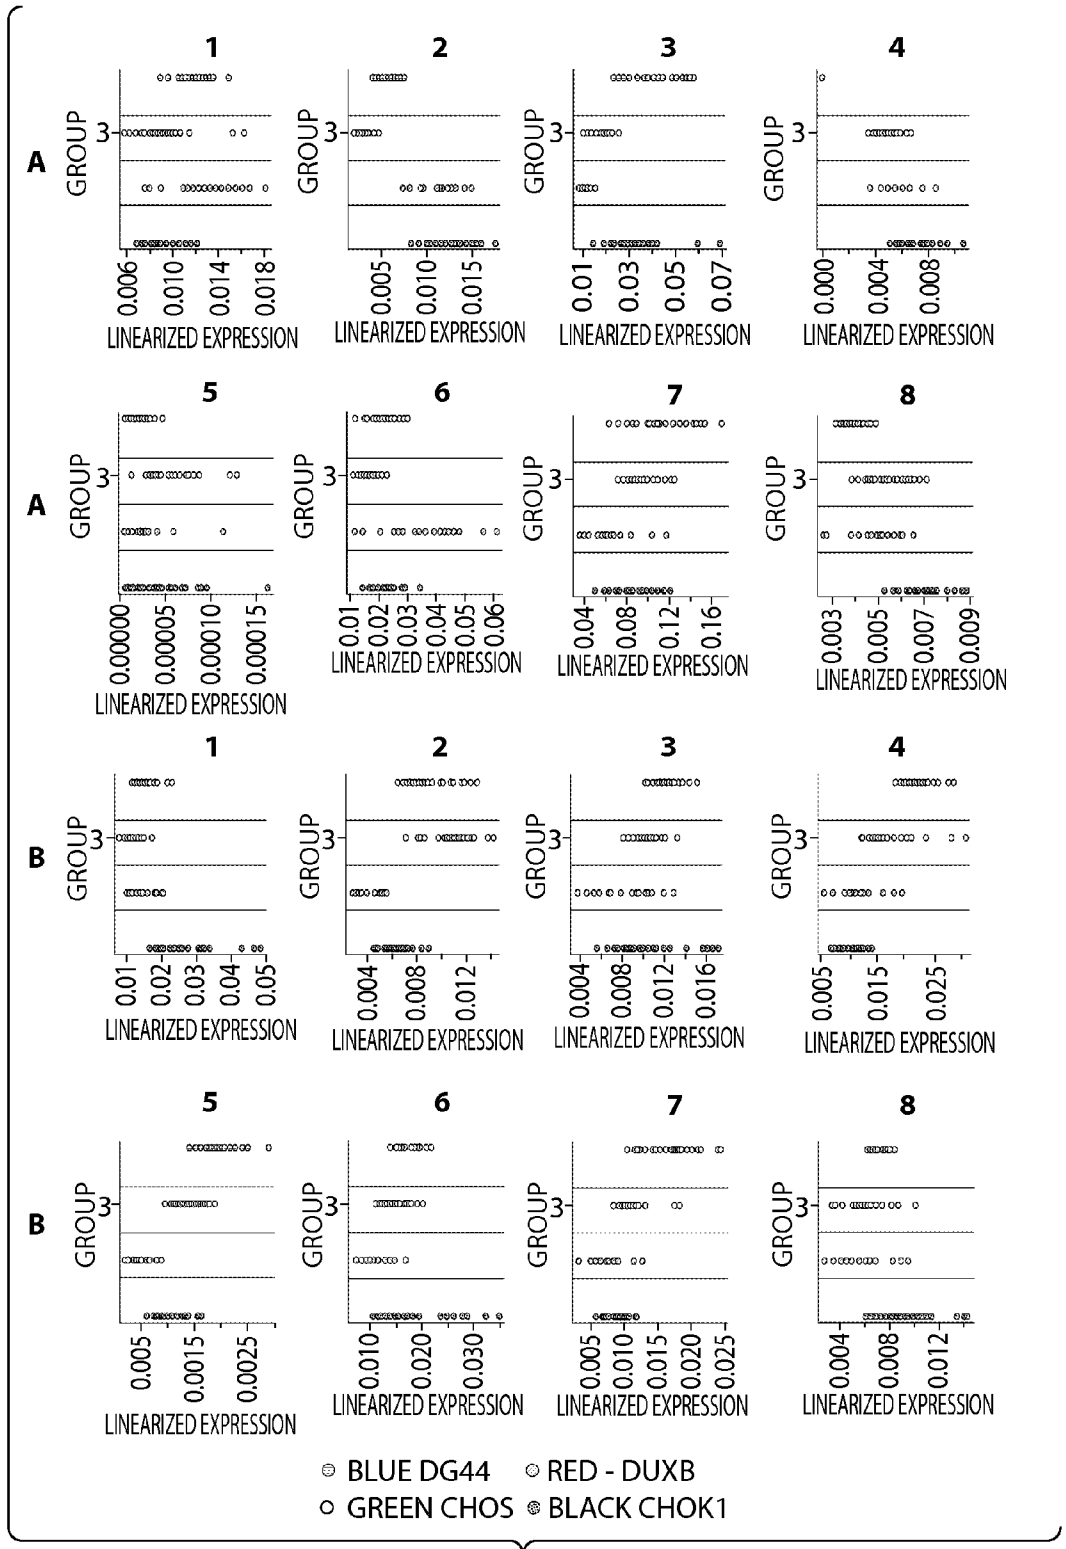 1 2 3 4
A
GROUP 3 GROUP 3 GROUP 3 GROUP 3
0.006 0.010 0.014 0.018 0.005 0.010 0.015 0.01 0.03 0.05 0.07 0.000 0.004 0.008
LINEARIZED EXPRESSION LINEARIZED EXPRESSION LINEARIZED EXPRESSION LINEARIZED EXPRESSION
5 6 7 8
A
GROUP 3 GROUP 3 GROUP 3 GROUP 3
0.00000 0.00005 0.00010 0.00015 0.01 0.02 0.03 0.04 0.05 0.06 0.04 0.08 0.12 0.16 0.003 0.005 0.007 0.009
LINEARIZED EXPRESSION LINEARIZED EXPRESSION LINEARIZED EXPRESSION LINEARIZED EXPRESSION
1 2 3 4
B
GROUP 3 GROUP 3 GROUP 3 GROUP 3
0.01 0.02 0.03 0.04 0.05 0.004 0.008 0.012 0.004 0.008 0.012 0.016 0.005 0.015 0.025
LINEARIZED EXPRESSION LINEARIZED EXPRESSION LINEARIZED EXPRESSION LINEARIZED EXPRESSION
5 6 7 8
B
GROUP 3 GROUP 3 GROUP 3 GROUP 3
0.005 0.0015 0.0025 0.010 0.020 0.030 0.005 0.010 0.015 0.020 0.025 0.004 0.008 0.012
LINEARIZED EXPRESSION LINEARIZED EXPRESSION LINEARIZED EXPRESSION LINEARIZED EXPRESSION
BLUE DG44 RED - DUXB
GREEN CHOS BLACK CHOK1